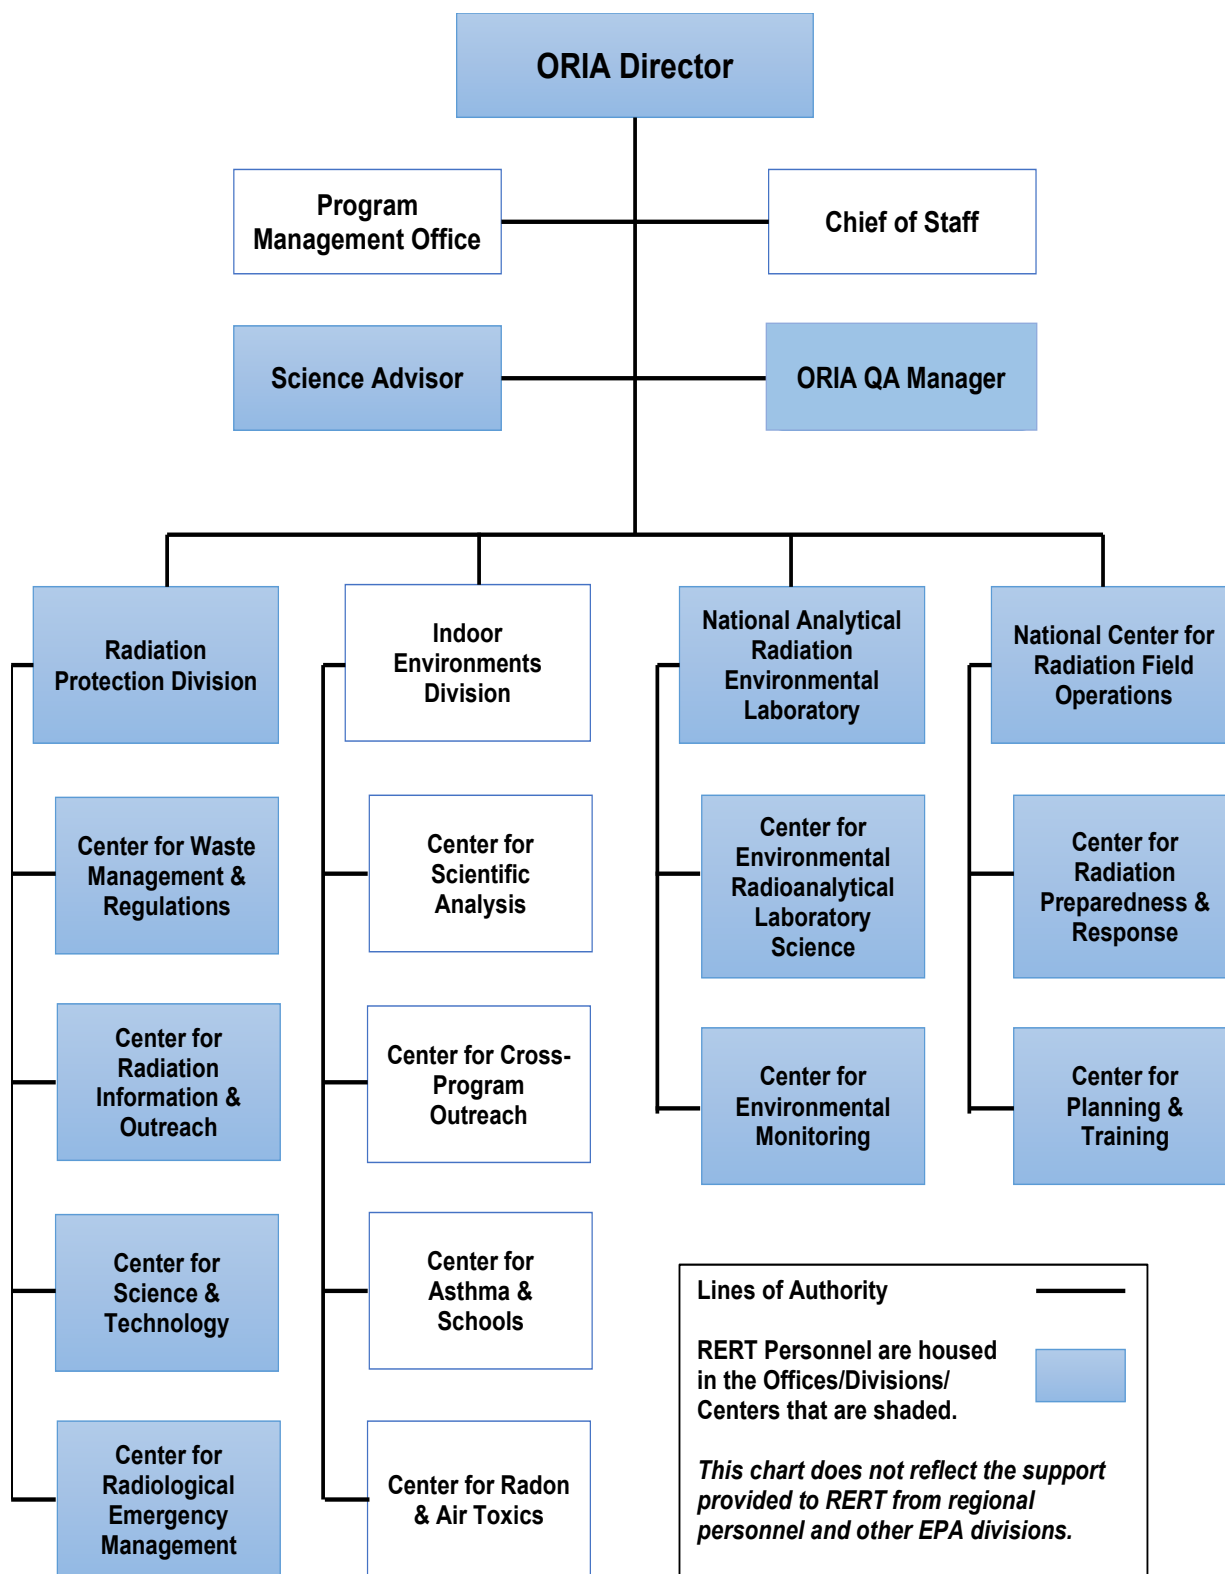 ORIA Director
Program
Management Office
Chief of Staff
Science Advisor
ORIA QA Manager
Radiation
Protection Division
Indoor
Environments
Division
National Analytical
Radiation
Environmental
Laboratory
National Center for
Radiation Field
Operations
Center for Waste
Management &
Regulations
Center for
Scientific
Analysis
Center for
Environmental
Radioanalytical
Laboratory
Science
Center for
Radiation
Preparedness &
Response
Center for
Radiation
Information &
Outreach
Center for Cross-
Program
Outreach
Center for
Environmental
Monitoring
Center for
Planning &
Training
Center for
Science &
Technology
Center for
Asthma &
Schools
Center for
Radiological
Emergency
Management
Center for Radon
& Air Toxics
Lines of Authority
RERT Personnel are housed
in the Offices/Divisions/
Centers that are shaded.
This chart does not reflect the support
provided to RERT from regional
personnel and other EPA divisions.